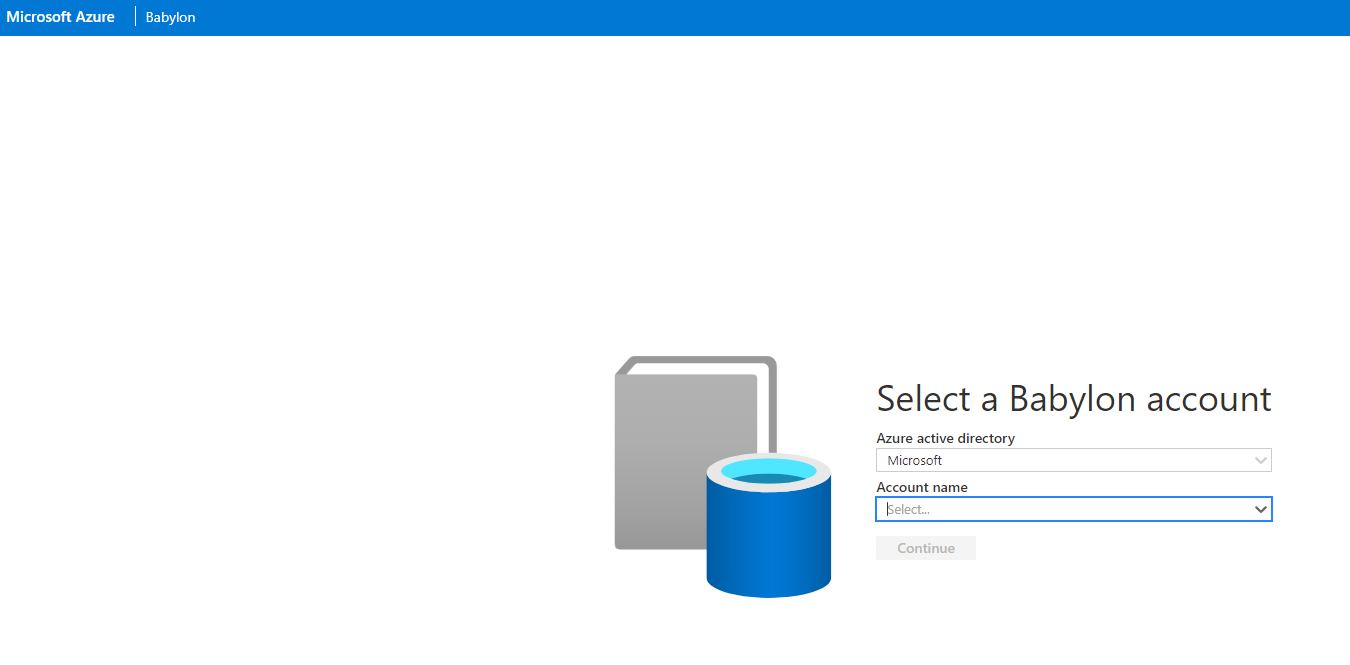 Microsoft Azure Babylon
Select a Babylon account
Azure active directory
Microsoft
Account name
Select...
Continue